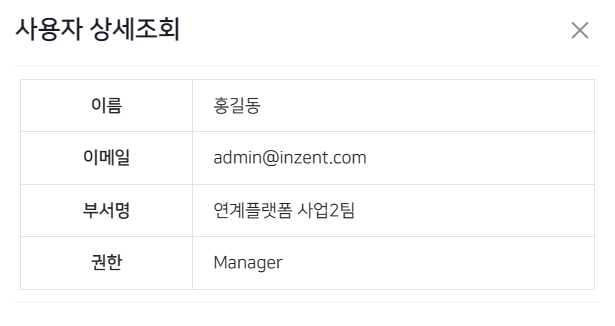 사용자 상세조회
이름 홍길동
이메일 admin@inzent.com
부서명 연계플랫폼 사업2팀
권한 Manager